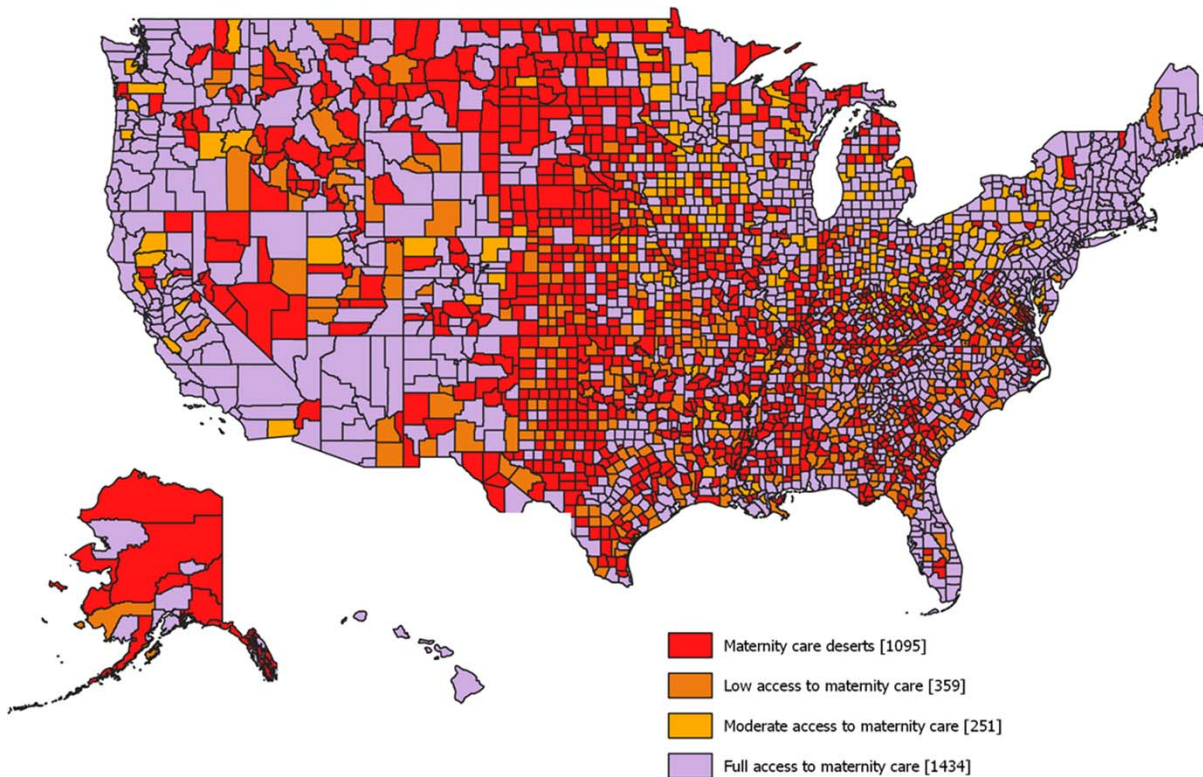 Maternity care deserts [1095]
Low access to maternity care [359]
Moderate access to maternity care [251]
Full access to maternity care [1434]